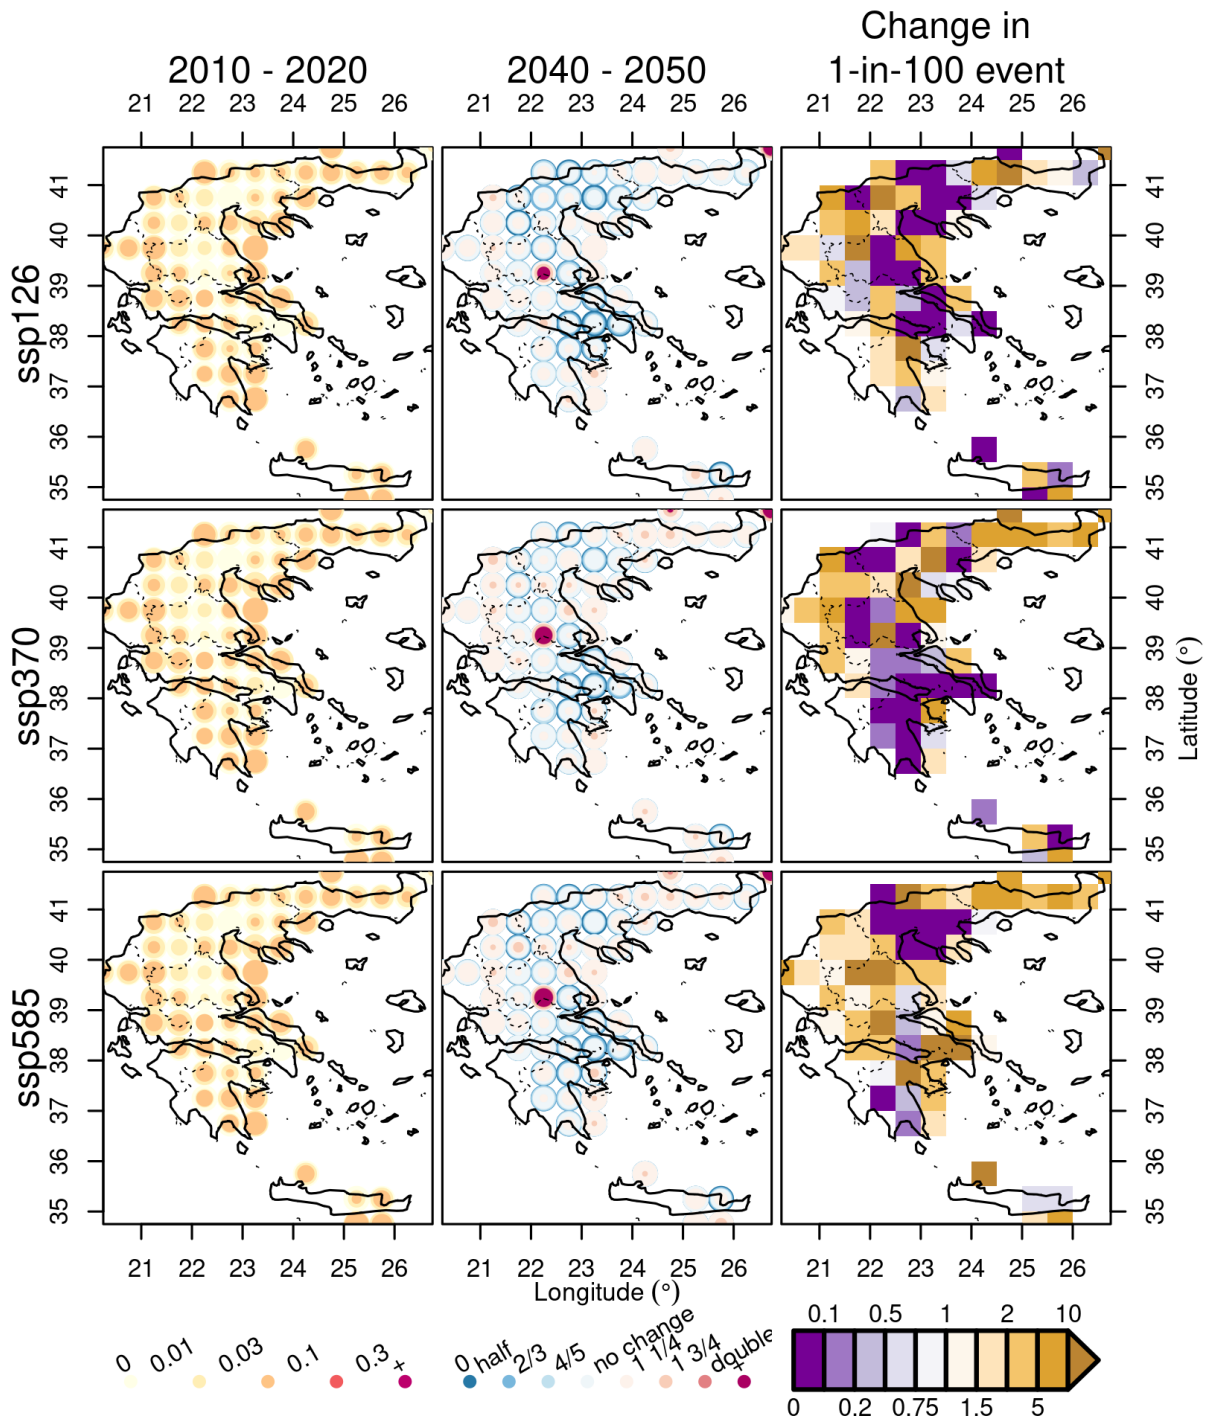 Change in
2010 - 2020 2040 - 2050 1-in-100 event
21 22 23 24 25 26 21 22 23 24 25 26 21 22 23 24 25 26
ssp126
41 40 39 38 37 36 35
41 40 39 38 37 36 35
ssp370
41 40 39 38 37 36 35
41 40 39 38 37 36 35
Latitude (°)
ssp585
41 40 39 38 37 36 35
41 40 39 38 37 36 35
21 22 23 24 25 26 21 22 23 24 25 26 21 22 23 24 25 26
Longitude (°)
0 0.01 0.03 0.1 0.3 +
0 half 2/3 4/5 no change 1 1/4 1 3/4 double +
0.1 0.5 1 2 10
0 0.2 0.75 1.5 5